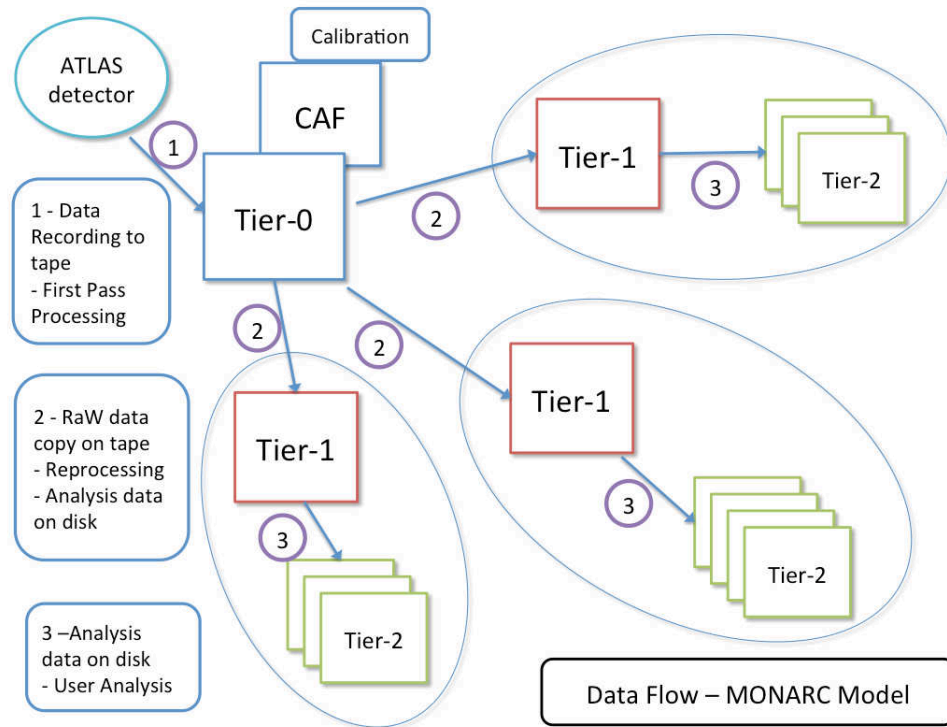 ATLAS
detector
Calibration
CAF
1
Tier-0
2
Tier-1
3
Tier-2
1 - Data
Recording to
tape
- First Pass
Processing
2
2
Tier-1
3
Tier-2
2 - RaW data
copy on tape
- Reprocessing
- Analysis data
on disk
Tier-1
3
Tier-2
3 –Analysis
data on disk
- User Analysis
Data Flow – MONARC Model